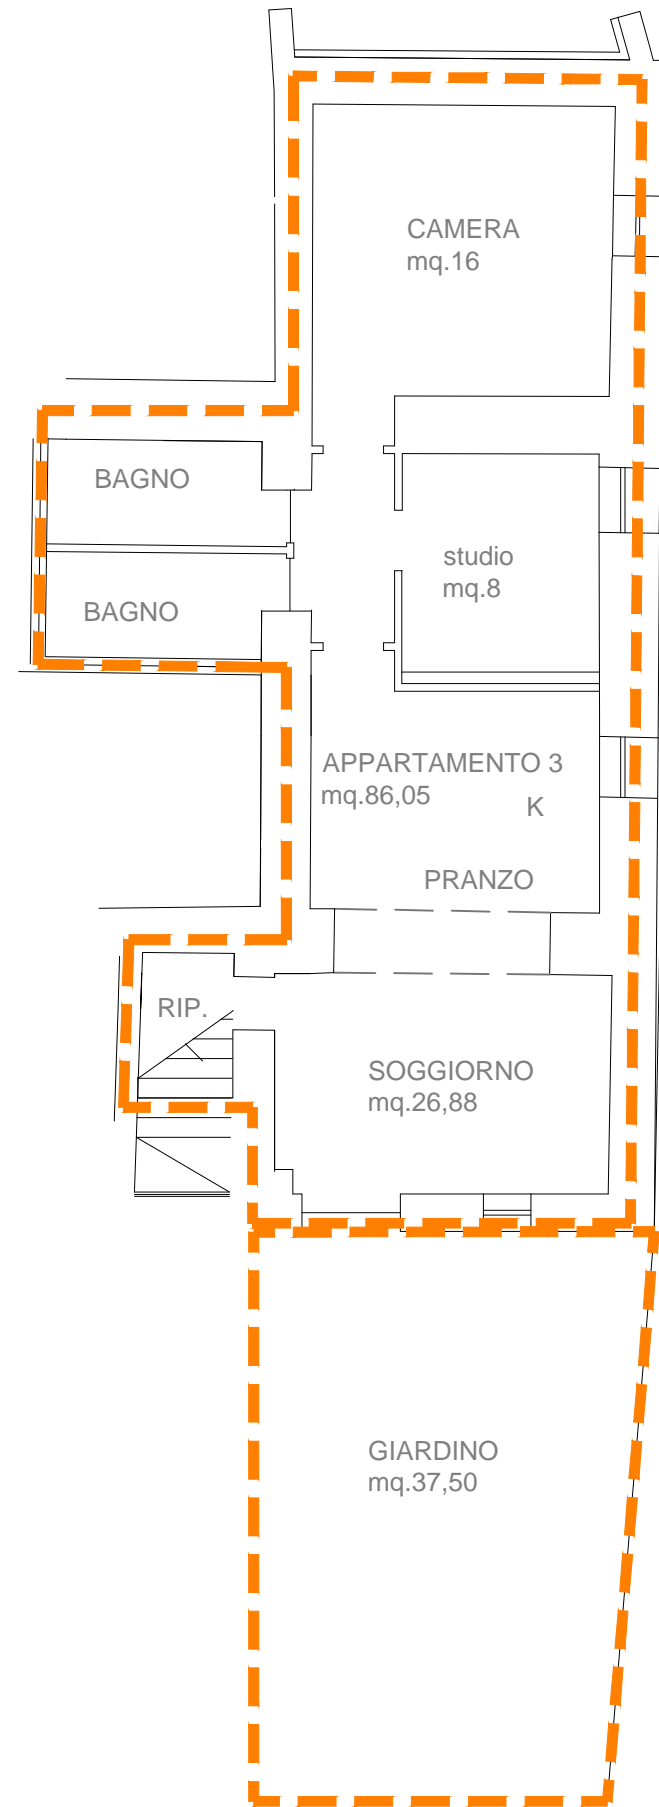 CAMERA
mq.16
BAGNO
studio
mq.8
BAGNO
APPARTAMENTO 3
mq.86,05
K
PRANZO
RIP.
SOGGIORNO
mq.26,88
GIARDINO
mq.37,50